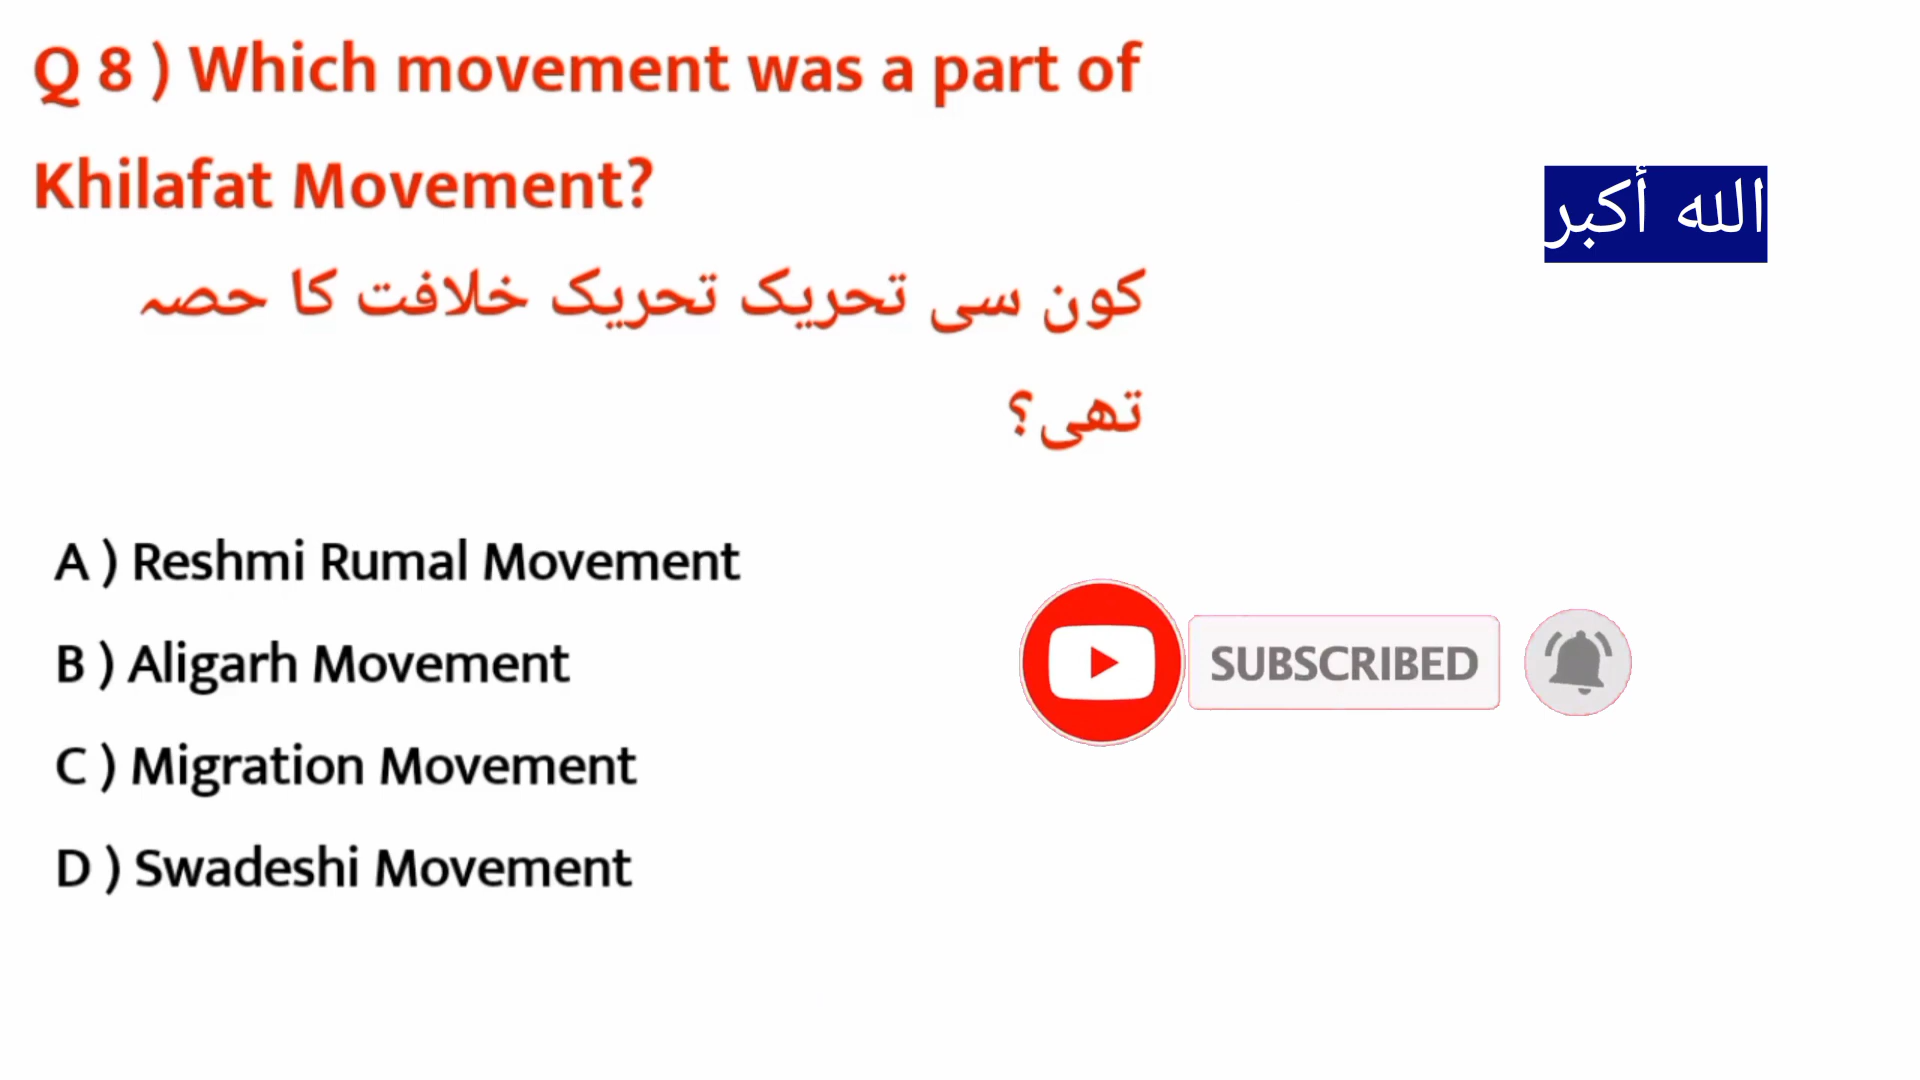 Q 8 ) Which movement was a part of
Khilafat Movement?
کون سی تحریک تحریک خلافت کا حصہ
تھی؟
الله أكبر
A ) Reshmi Rumal Movement
B ) Aligarh Movement
C ) Migration Movement
D ) Swadeshi Movement
SUBSCRIBED